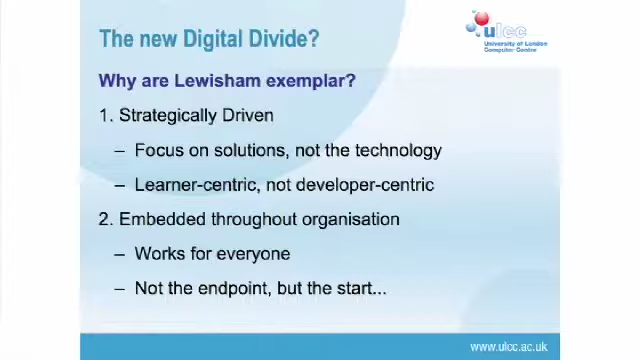 The new Digital Divide?
ulcc
University of London
Computer Centre
Why are Lewisham exemplar?
1. Strategically Driven
– Focus on solutions, not the technology
– Learner-centric, not developer-centric
2. Embedded throughout organisation
– Works for everyone
– Not the endpoint, but the start...
www.ulcc.ac.uk